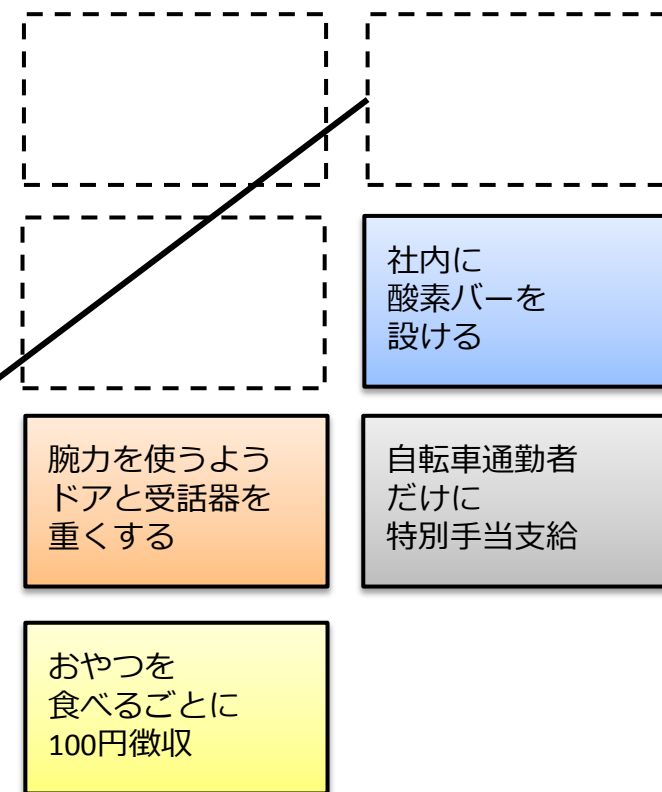 社内に
酸素バーを
設ける
腕力を使うよう
ドアと受話器を
重くする
自転車通勤者
だけに
特別手当支給
おやつを
食べるごとに
100円徴収